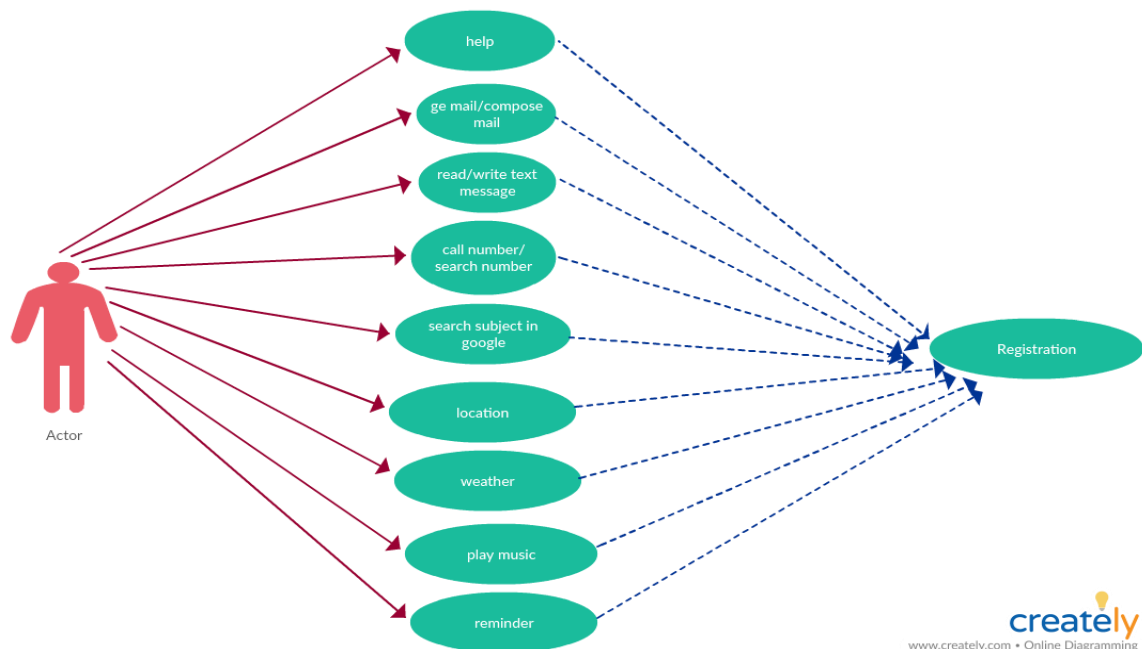 help
ge mail/compose
mail
read/write text
message
call number/
search number
search subject in
google
Registration
location
Actor
weather
play music
reminder
creately
www.creately.com • Online Diagramming